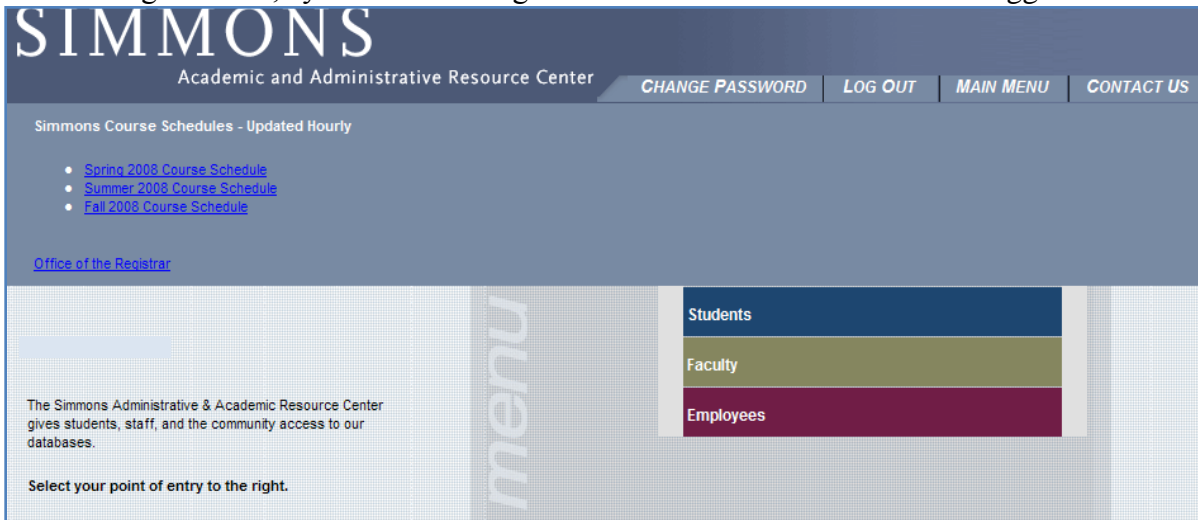 SIMMONS
Academic and Administrative Resource Center
CHANGE PASSWORD LOG OUT MAIN MENU CONTACT US
Simmons Course Schedules - Updated Hourly
Spring 2008 Course Schedule
Summer 2008 Course Schedule
Fall 2008 Course Schedule
Office of the Registrar
menu
Students
Faculty
Employees
The Simmons Administrative & Academic Resource Center
gives students, staff, and the community access to our
databases.
Select your point of entry to the right.